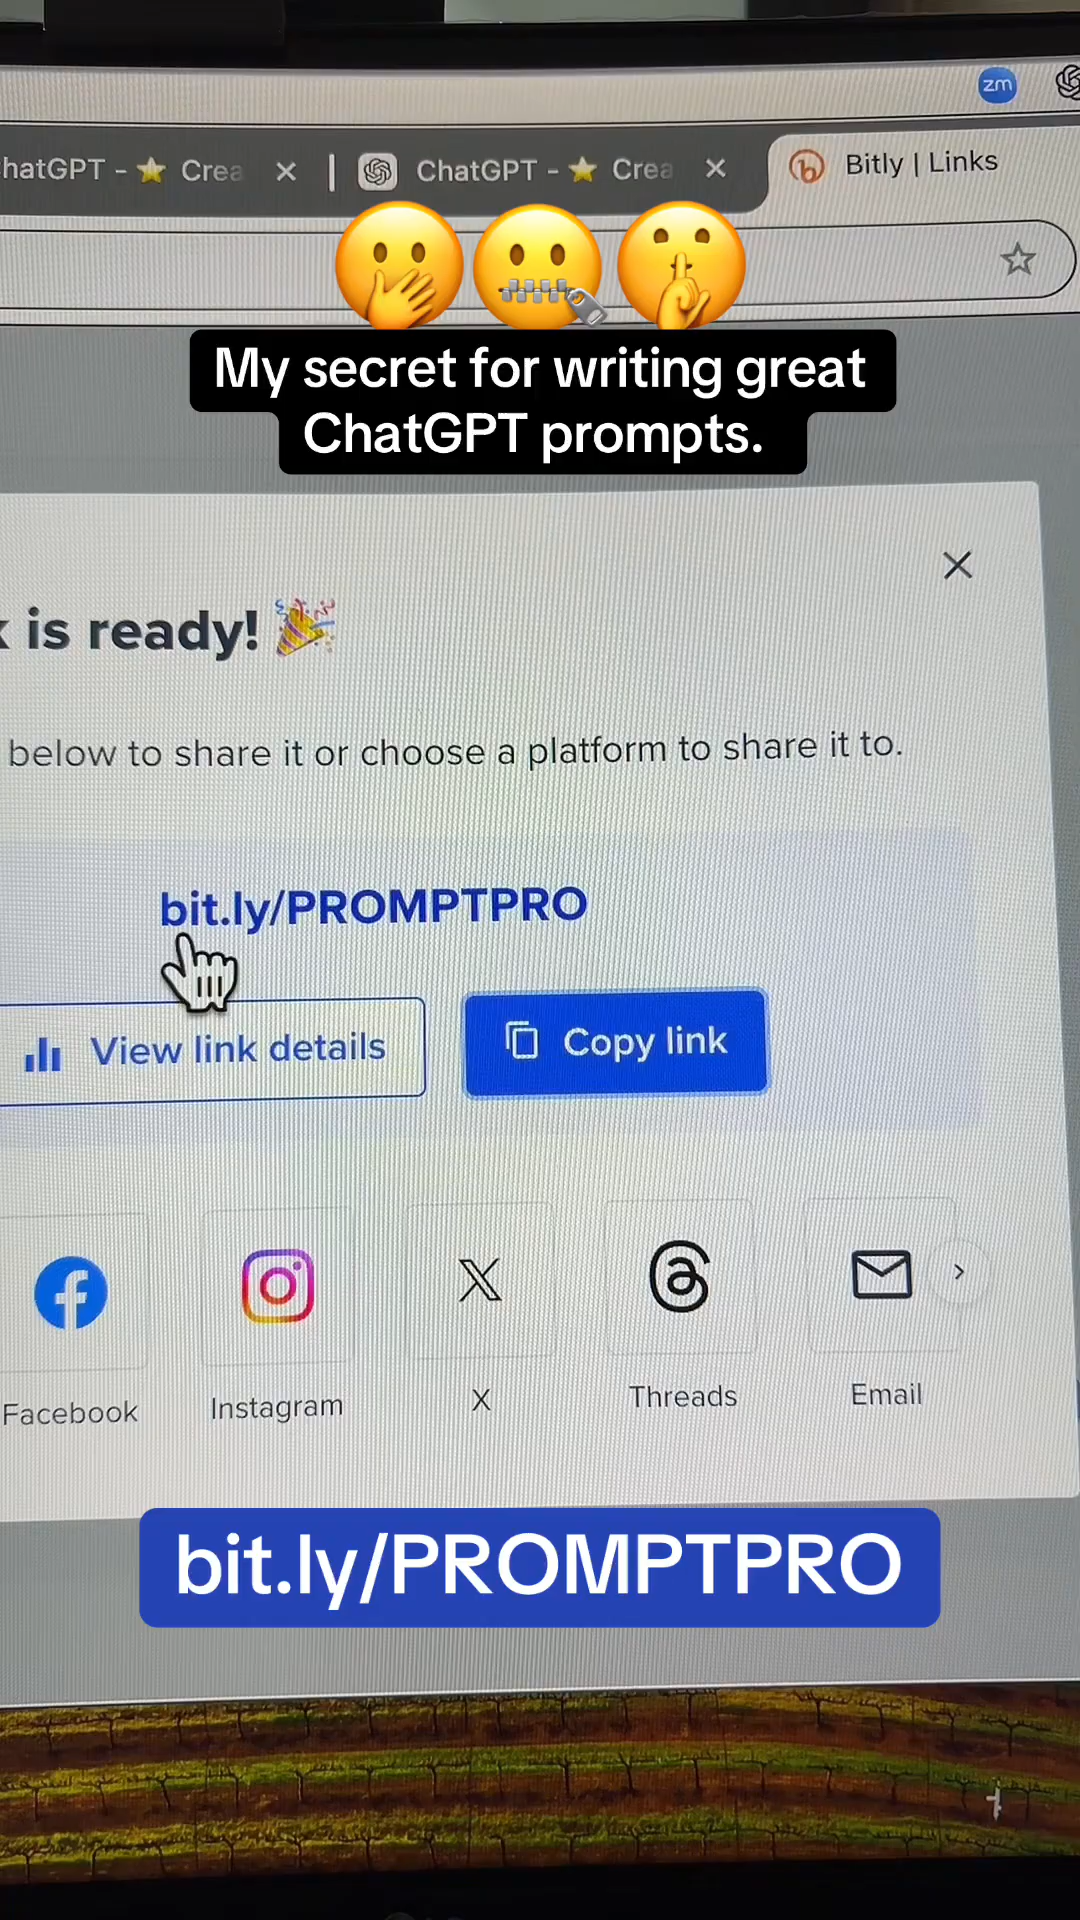 zm
hatGPT - ⭐ Crea
ChatGPT - ⭐ Crea
Bitly | Links
My secret for writing great
ChatGPT prompts.
is ready! 🎉
below to share it or choose a platform to share it to.
bit.ly/PROMPTPRO
View link details
Copy link
Facebook
Instagram
X
Threads
Email
bit.ly/PROMPTPRO